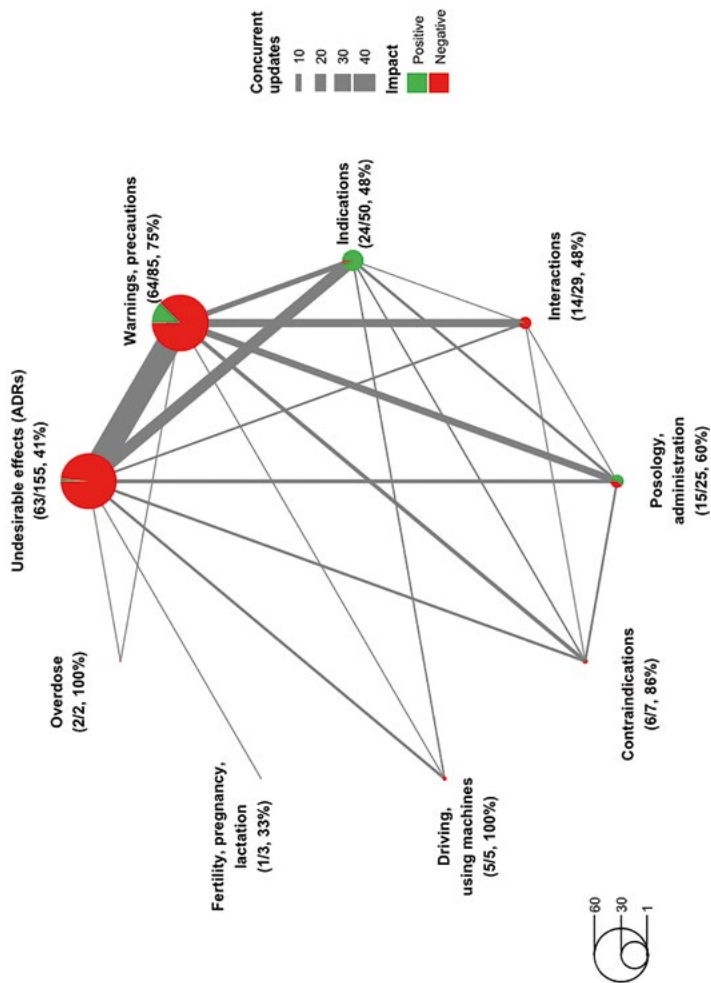 Undesirable effects (ADRs)
(63/155, 41%)
Warnings, precautions
(64/85, 75%)
Indications
(24/50, 48%)
Interactions
(14/29, 48%)
Posology,
administration
(15/25, 60%)
Contraindications
(6/7, 86%)
Driving,
using machines
(5/5, 100%)
Fertility, pregnancy,
lactation
(1/3, 33%)
Overdose
(2/2, 100%)
Concurrent
updates
10
20
30
40
Impact
Positive
Negative
60
30
1